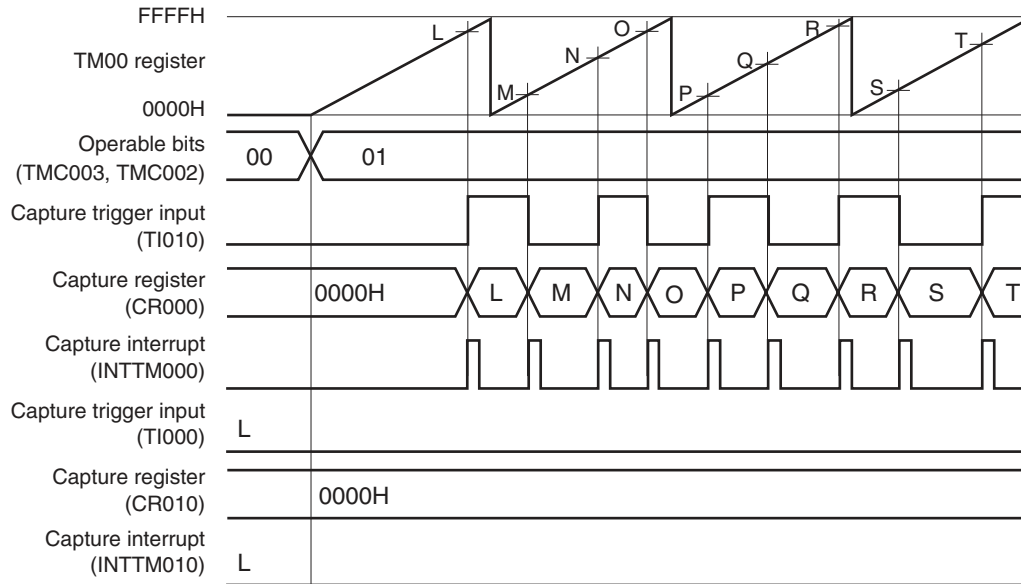 FFFFH
TM00 register
0000H
L M N O P Q R S T
Operable bits
(TMC003, TMC002)
00 01
Capture trigger input
(TI010)
Capture register
(CR000)
0000H L M N O P Q R S T
Capture interrupt
(INTTM000)
Capture trigger input
(TI000)
L
Capture register
(CR010)
0000H
Capture interrupt
(INTTM010)
L